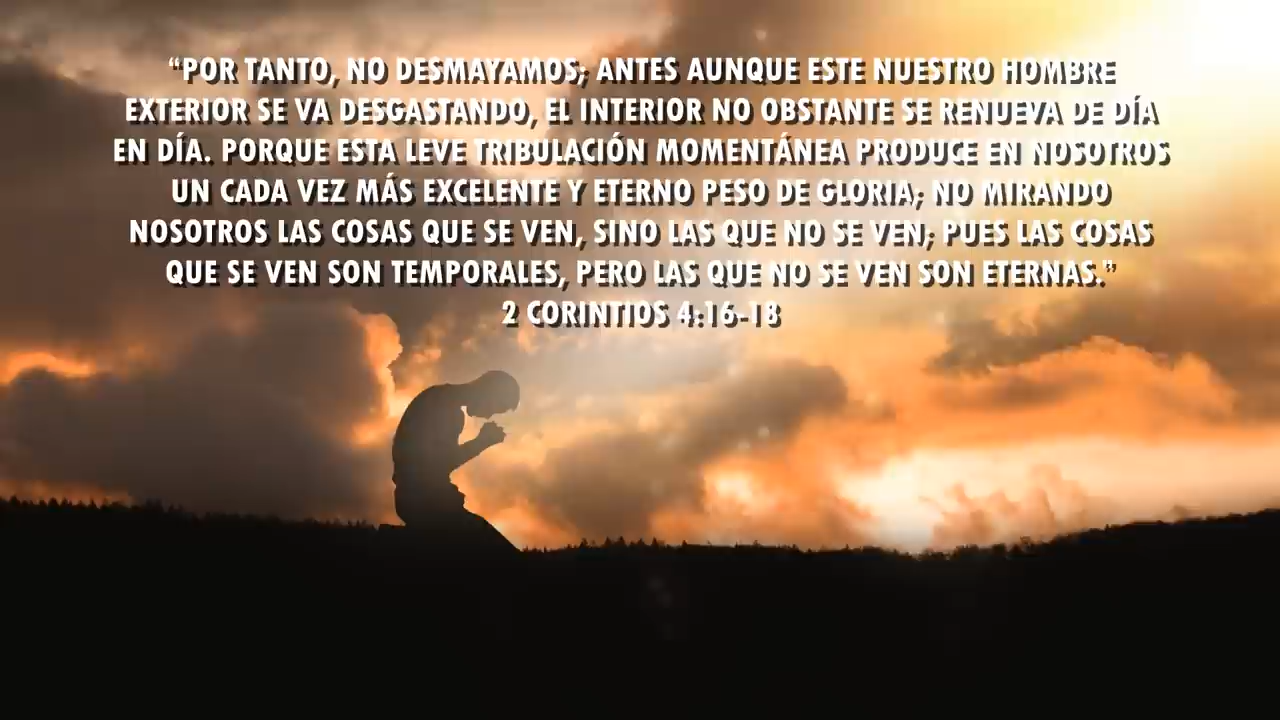 “POR TANTO, NO DESMAYAMOS; ANTES AUNQUE ESTE NUESTRO HOMBRE
EXTERIOR SE VA DESGASTANDO, EL INTERIOR NO OBSTANTE SE RENUEVA DE DÍA
EN DÍA. PORQUE ESTA LEVE TRIBULACIÓN MOMENTÁNEA PRODUCE EN NOSOTROS
UN CADA VEZ MÁS EXCELENTE Y ETERNO PESO DE GLORIA; NO MIRANDO
NOSOTROS LAS COSAS QUE SE VEN, SINO LAS QUE NO SE VEN; PUES LAS COSAS
QUE SE VEN SON TEMPORALES, PERO LAS QUE NO SE VEN SON ETERNAS.”
2 CORINTIOS 4:16-18